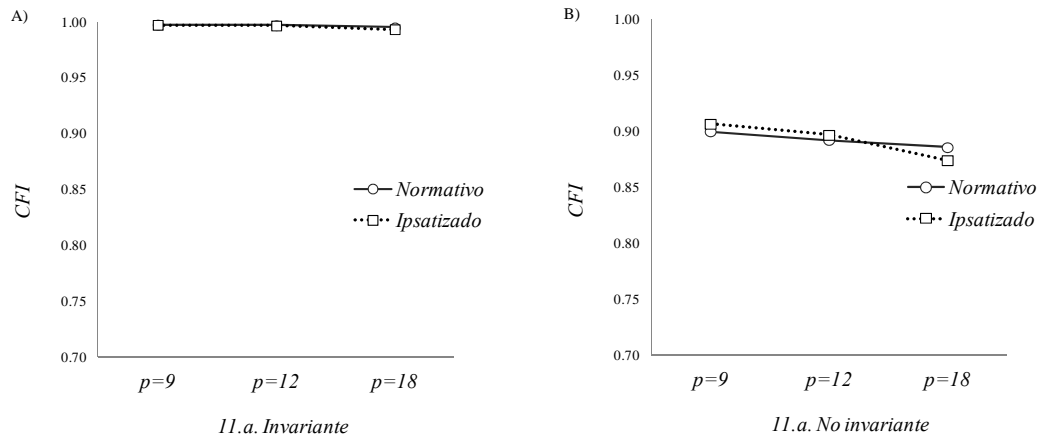 A)
1.00
0.95
0.90
0.85
0.80
0.75
0.70
CFI
Normativo
Ipsatizado
p=9
p=12
p=18
11.a. Invariante
B)
1.00
0.95
0.90
0.85
0.80
0.75
0.70
CFI
Normativo
Ipsatizado
p=9
p=12
p=18
11.a. No invariante